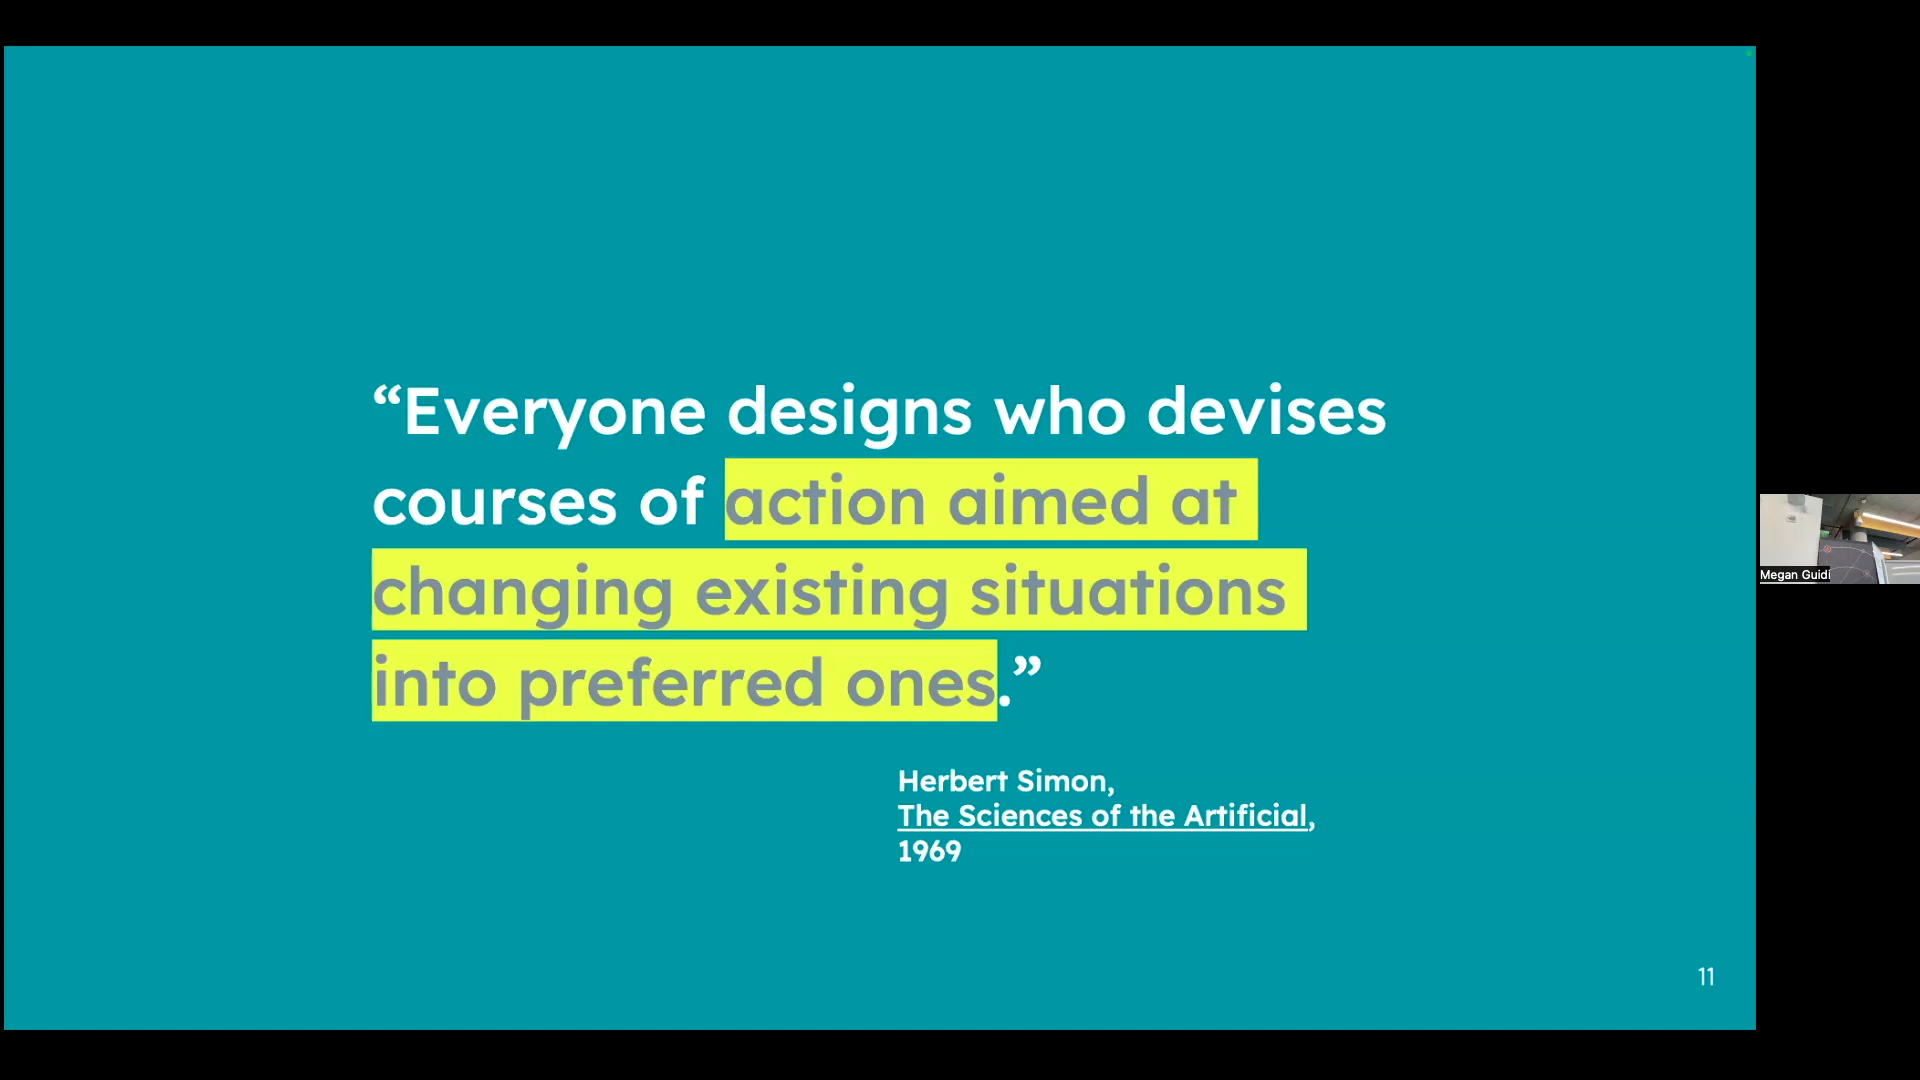 “Everyone designs who devises
courses of action aimed at
changing existing situations
into preferred ones.”
Herbert Simon,
The Sciences of the Artificial,
1969
11
Megan Guidi